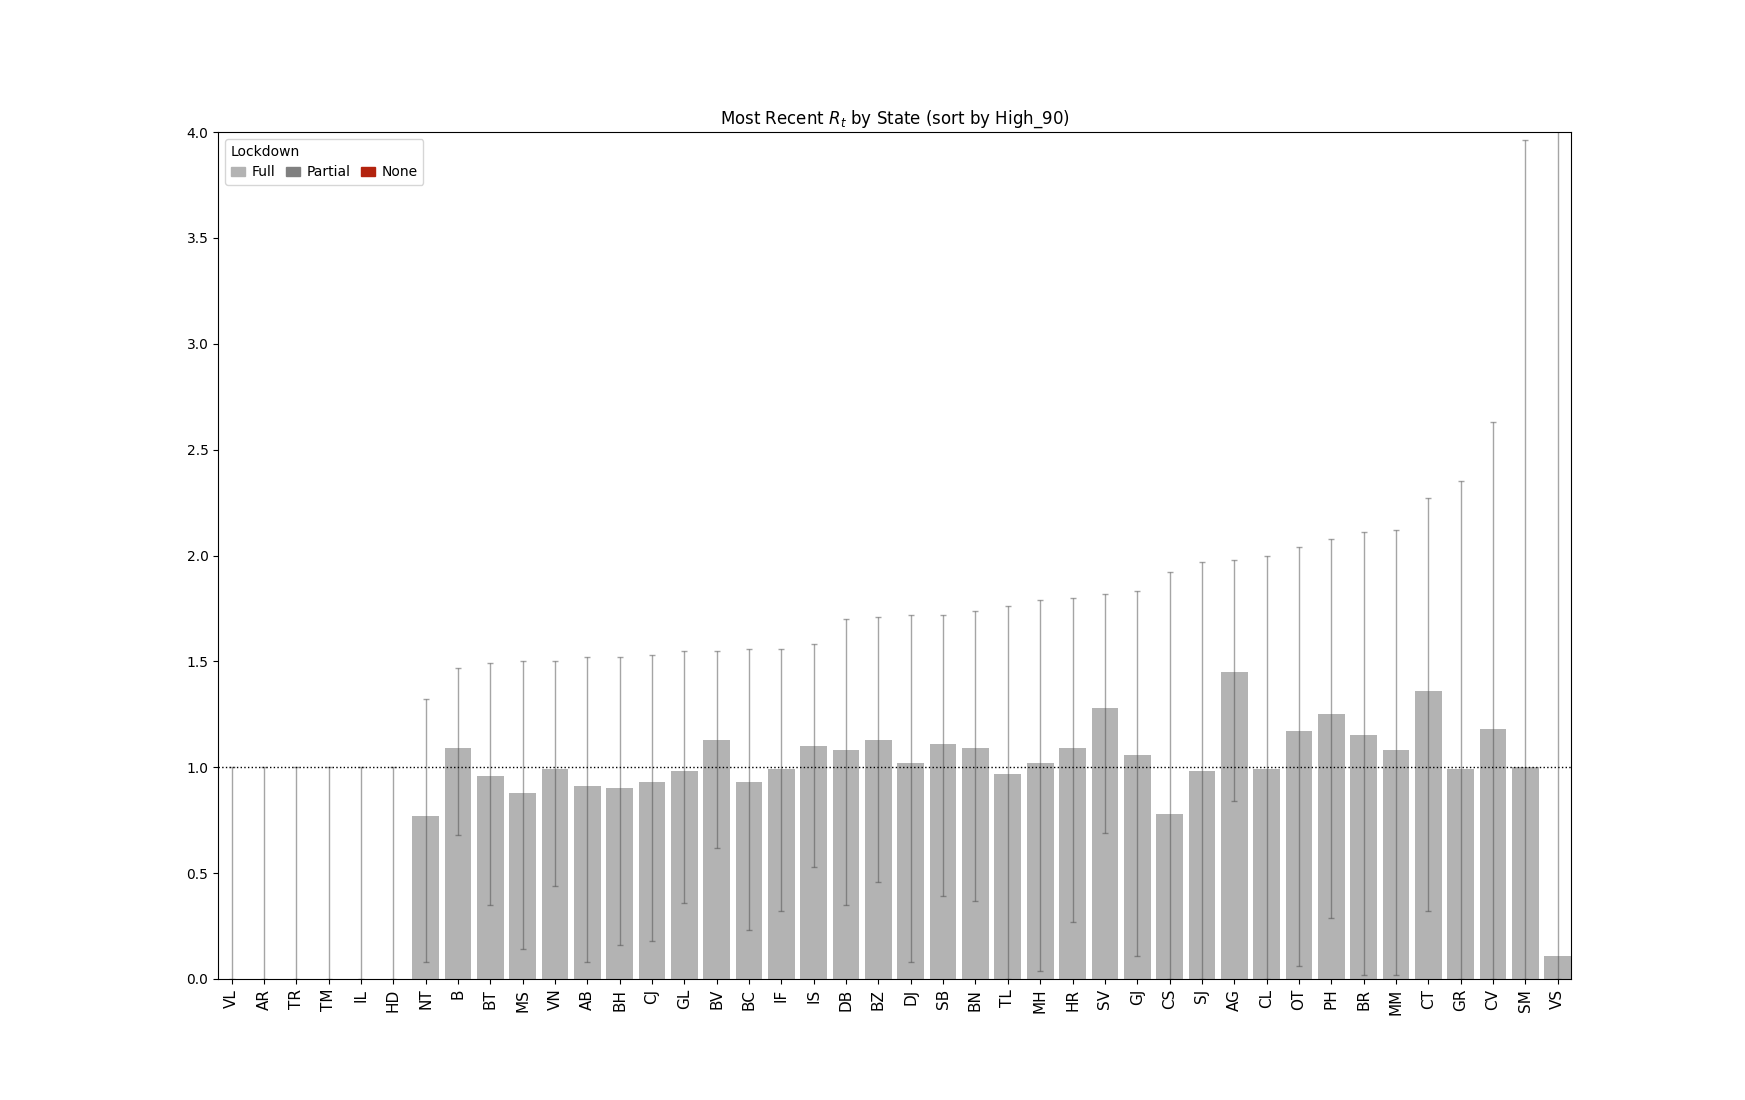 Most Recent R_t by State (sort by High_90)
Lockdown
Full Partial None
4.0
3.5
3.0
2.5
2.0
1.5
1.0
0.5
0.0
VL AR TR TM IL HD NT B BT MS VN AB BH CJ GL BV BC IF IS DB BZ DJ SB BN TL MH HR SV GJ CS SJ AG CL OT PH BR MM CT GR CV SM VS